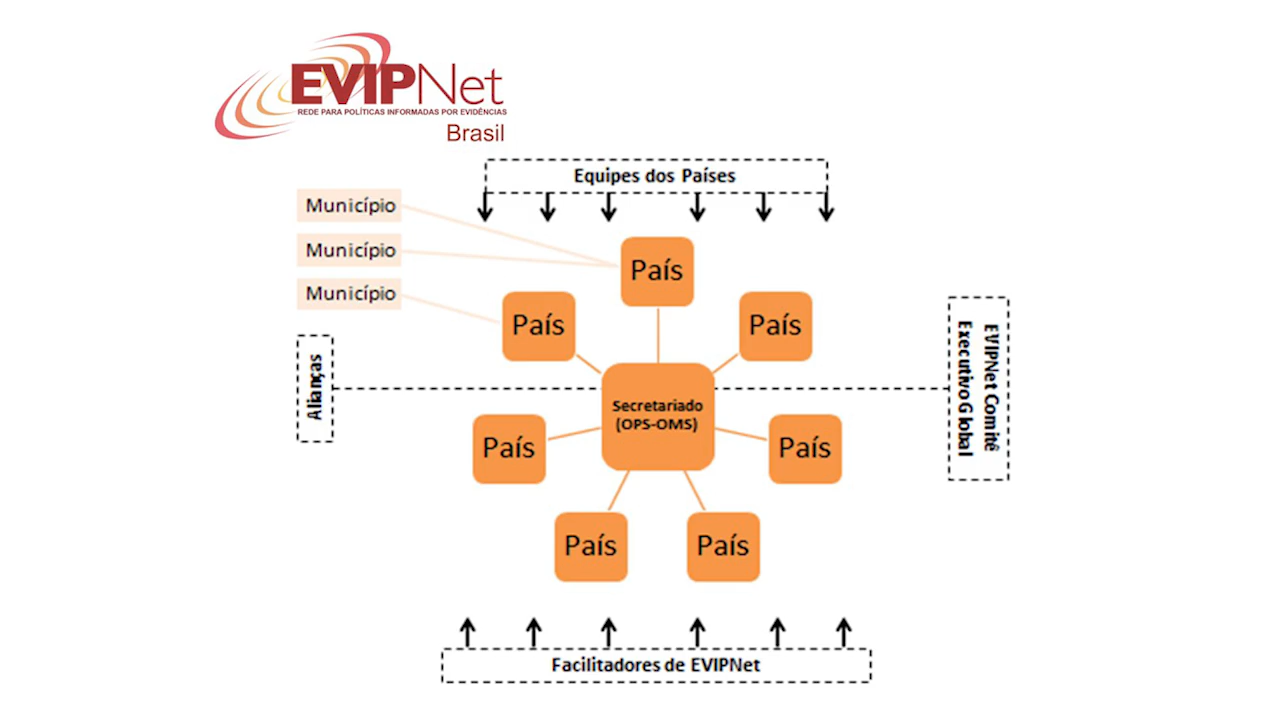 EVIPNet
REDE PARA POLÍTICAS INFORMADAS POR EVIDÊNCIAS
Brasil
Equipes dos Países
Município
Município
Município
País
País
País
Alianças
EVIPNet Comitê
Executivo Global
Secretariado
(OPS-OMS)
País
País
País
País
Facilitadores de EVIPNet